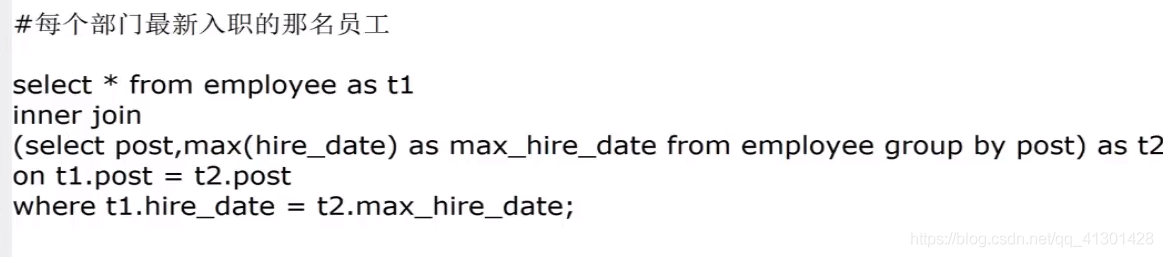 #每个部门最新入职的那名员工
select * from employee as t1
inner join
(select post,max(hire_date) as max_hire_date from employee group by post) as t2
on t1.post = t2.post
where t1.hire_date = t2.max_hire_date;
https://blog.csdn.net/qq_41301428